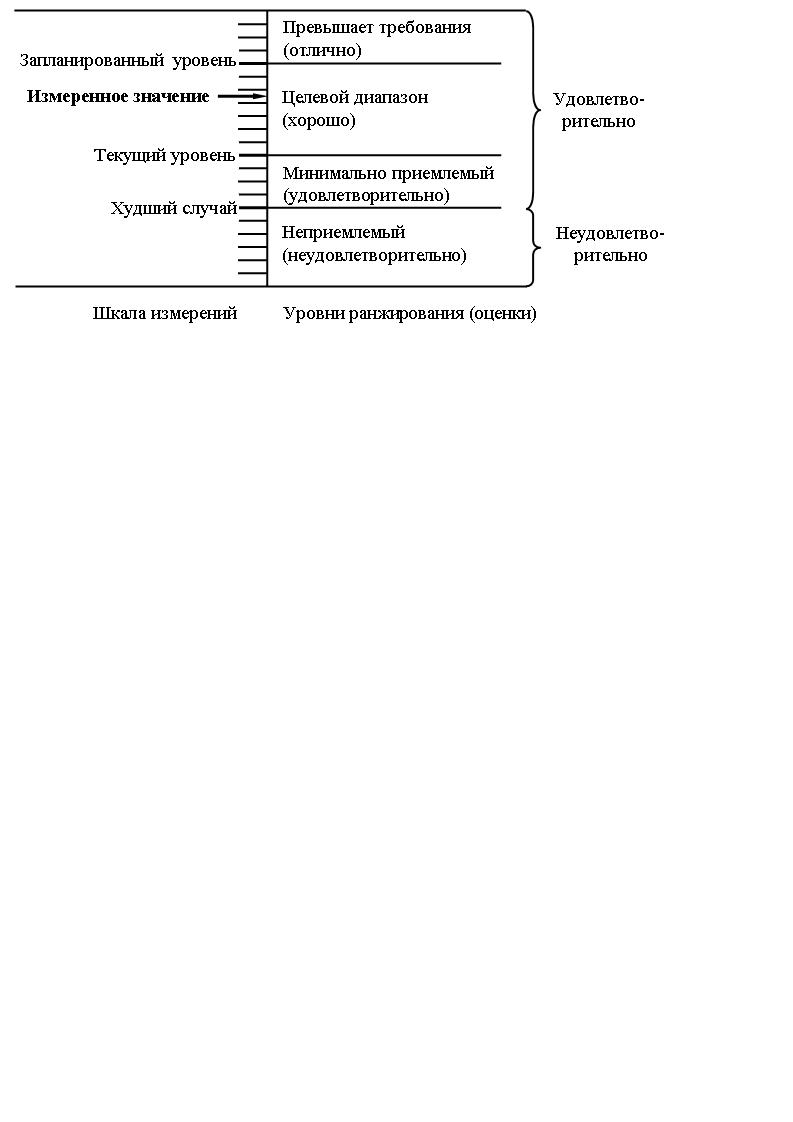 Превышает требования
(отлично)
Запланированный уровень
Измеренное значение
Целевой диапазон
(хорошо)
Удовлетво-
рительно
Текущий уровень
Минимально приемлемый
(удовлетворительно)
Худший случай
Неприемлемый
(неудовлетворительно)
Неудовлетво-
рительно
Шкала измерений
Уровни ранжирования (оценки)